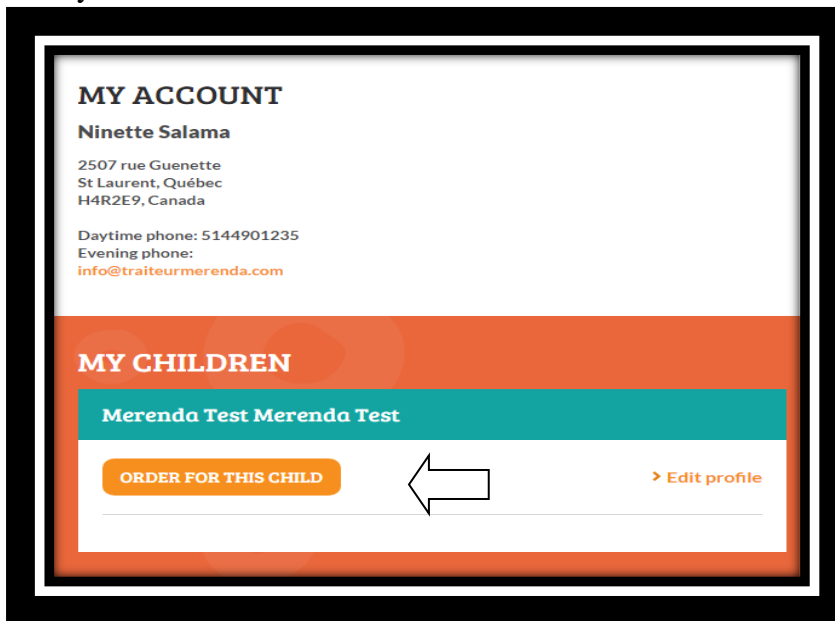 MY ACCOUNT
Ninette Salama
2507 rue Guenette
St Laurent, Québec
H4R2E9, Canada
Daytime phone: 5144901235
Evening phone:
info@traiteurmerenda.com
MY CHILDREN
Merenda Test Merenda Test
ORDER FOR THIS CHILD
> Edit profile